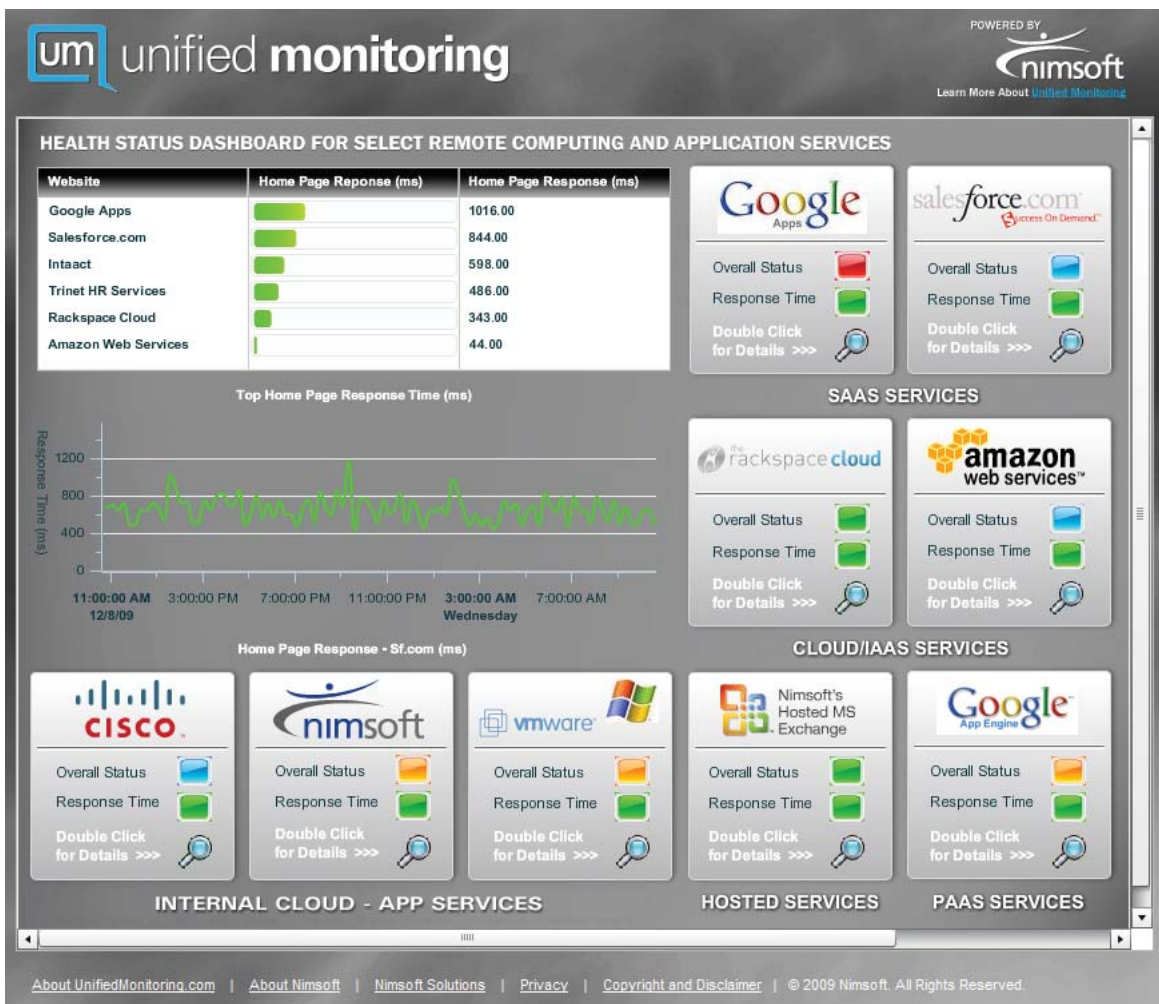 um unified monitoring
POWERED BY
nimsoft
Learn More About Unified Monitoring
HEALTH STATUS DASHBOARD FOR SELECT REMOTE COMPUTING AND APPLICATION SERVICES
Website Home Page Reponse (ms) Home Page Response (ms)
Google Apps 1016.00
Salesforce.com 844.00
Intaact 598.00
Trinet HR Services 486.00
Rackspace Cloud 343.00
Amazon Web Services 44.00
Top Home Page Response Time (ms)
Response Time (ms)
1200
800
400
0
11:00:00 AM 3:00:00 PM 7:00:00 PM 11:00:00 PM 3:00:00 AM 7:00:00 AM
12/8/09 Wednesday
Home Page Response - Sf.com (ms)
Google
Apps
Overall Status
Response Time
Double Click
for Details >>>
salesforce.com
Success On Demand.™
Overall Status
Response Time
Double Click
for Details >>>
SAAS SERVICES
the
rackspace cloud
Overall Status
Response Time
Double Click
for Details >>>
amazon
web services™
Overall Status
Response Time
Double Click
for Details >>>
CLOUD/IAAS SERVICES
CISCO
Overall Status
Response Time
Double Click
for Details >>>
nimsoft
Overall Status
Response Time
Double Click
for Details >>>
vmware
Overall Status
Response Time
Double Click
for Details >>>
INTERNAL CLOUD - APP SERVICES
Nimsoft's
Hosted MS
Exchange
Overall Status
Response Time
Double Click
for Details >>>
HOSTED SERVICES
Google™
App Engine
Overall Status
Response Time
Double Click
for Details >>>
PAAS SERVICES
About UnifiedMonitoring.com | About Nimsoft | Nimsoft Solutions | Privacy | Copyright and Disclaimer | © 2009 Nimsoft. All Rights Reserved.